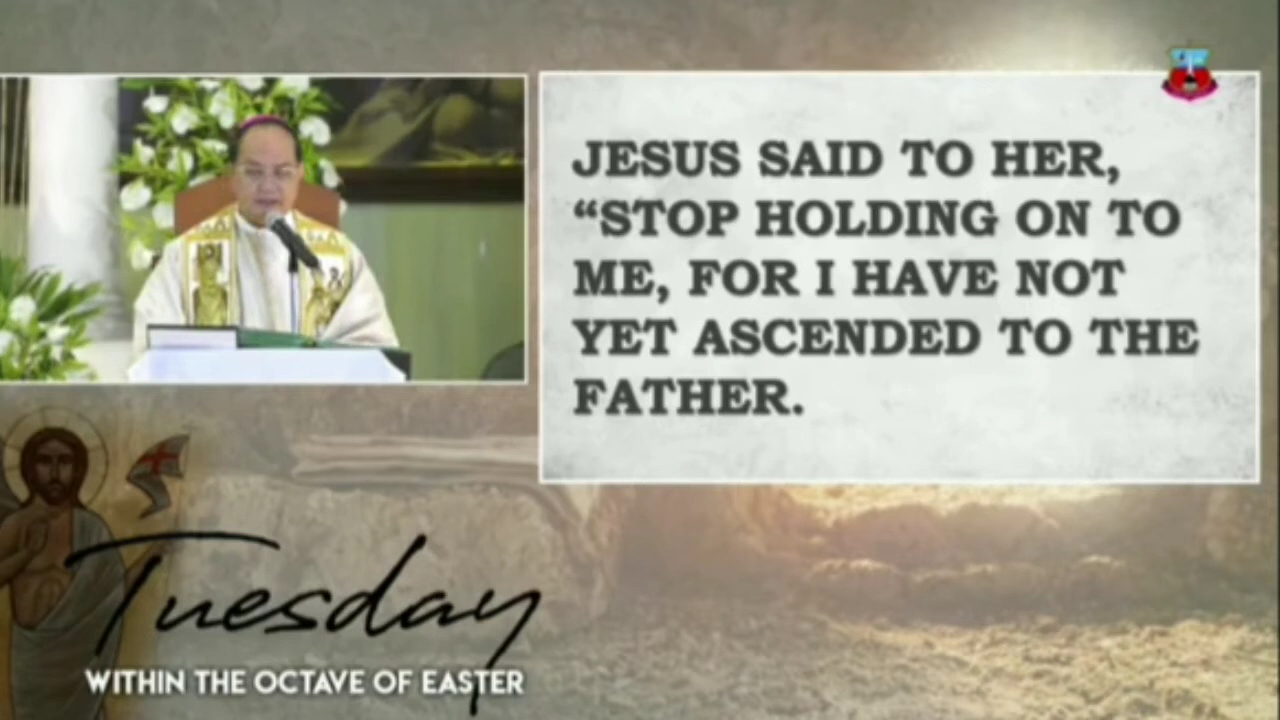 JESUS SAID TO HER,
“STOP HOLDING ON TO
ME, FOR I HAVE NOT
YET ASCENDED TO THE
FATHER.
Tuesday
WITHIN THE OCTAVE OF EASTER